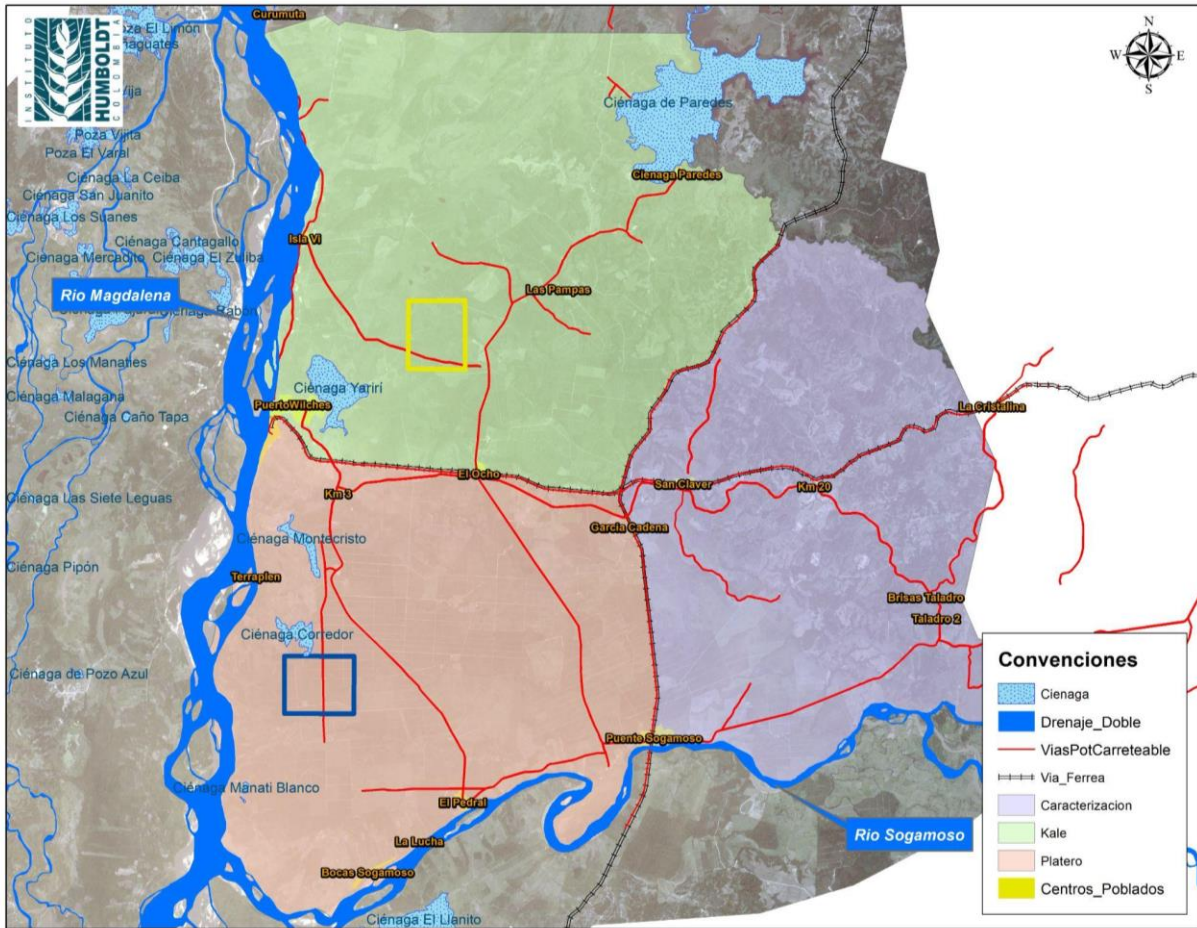 INSTITUTO
HUMBOLDT
COLOMBIA
Curumuta
N
W E
S
Ciénaga de Paredes
Poza Vijita
Poza El Varal
Ciénaga La Ceiba
Cienaga Paredes
Ciénaga San Juanito
Ciénaga Los Suanes
Ciénaga Cantagallo
Isla VI
Ciénaga Mercadito
Ciénaga El Zuliba
Rio Magdalena
Las Pampas
Ciénaga Los Manaties
Ciénaga Yarirí
Ciénaga Malagana
PuertoWilches
La Cristalina
Ciénaga Caño Tapa
El Ocho
San Claver
Km 20
Ciénaga Las Siete Leguas
Km 3
Garcia Cadena
Ciénaga Montecristo
Ciénaga Pipón
Terraplen
Brisas Taladro
Taladro 2
Ciénaga Corredor
Ciénaga de Pozo Azul
Puente Sogamoso
Ciénaga Manati Blanco
El Pedral
La Lucha
Rio Sogamoso
Bocas Sogamoso
Ciénaga El Llanito
Convenciones
Cienaga
Drenaje_Doble
ViasPotCarreteable
Via_Ferrea
Caracterizacion
Kale
Platero
Centros_Poblados